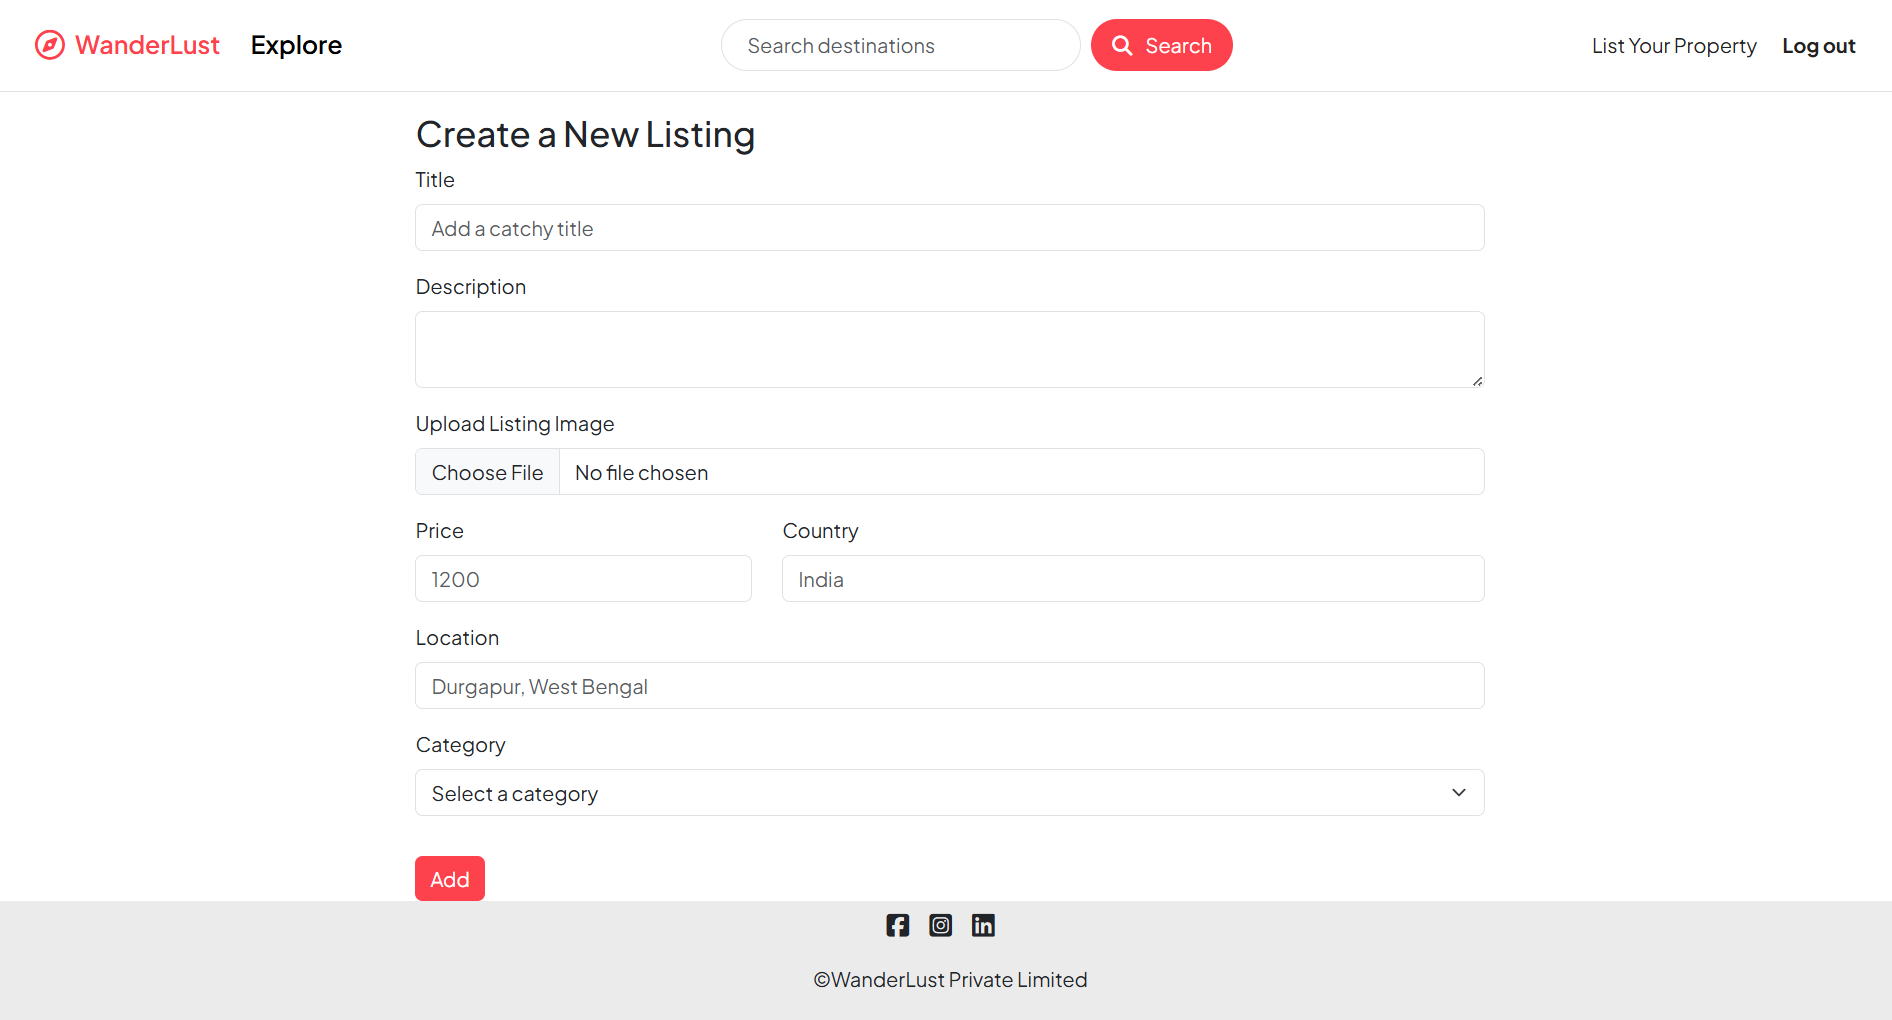 WanderLust Explore Search destinations Search List Your Property Log out
Create a New Listing
Title
Add a catchy title
Description
Upload Listing Image
Choose File No file chosen
Price Country
1200 India
Location
Durgapur, West Bengal
Category
Select a category
Add
©WanderLust Private Limited